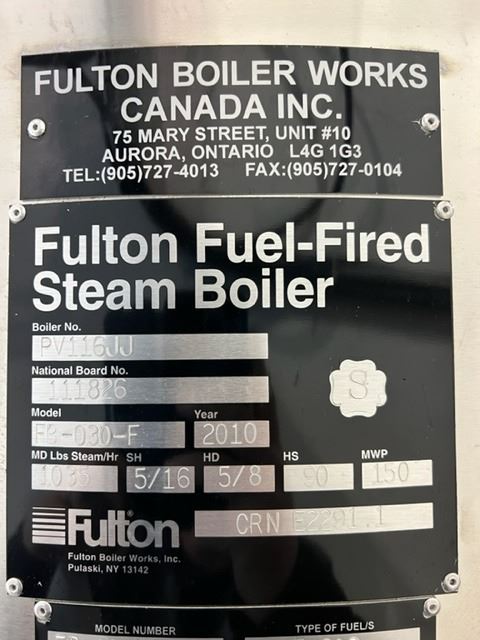 FULTON BOILER WORKS
CANADA INC.
75 MARY STREET, UNIT #10
AURORA, ONTARIO L4G 1G3
TEL:(905)727-4013 FAX:(905)727-0104
Fulton Fuel-Fired
Steam Boiler
Boiler No.
PV116JJ
National Board No.
111826
S
Model Year
FB-030-F 2010
MD Lbs Steam/Hr SH HD HS MWP
1035 5/16 5/8 90 150
Fulton®
CRN E2291.1
Fulton Boiler Works, Inc.
Pulaski, NY 13142
MODEL NUMBER TYPE OF FUEL/S